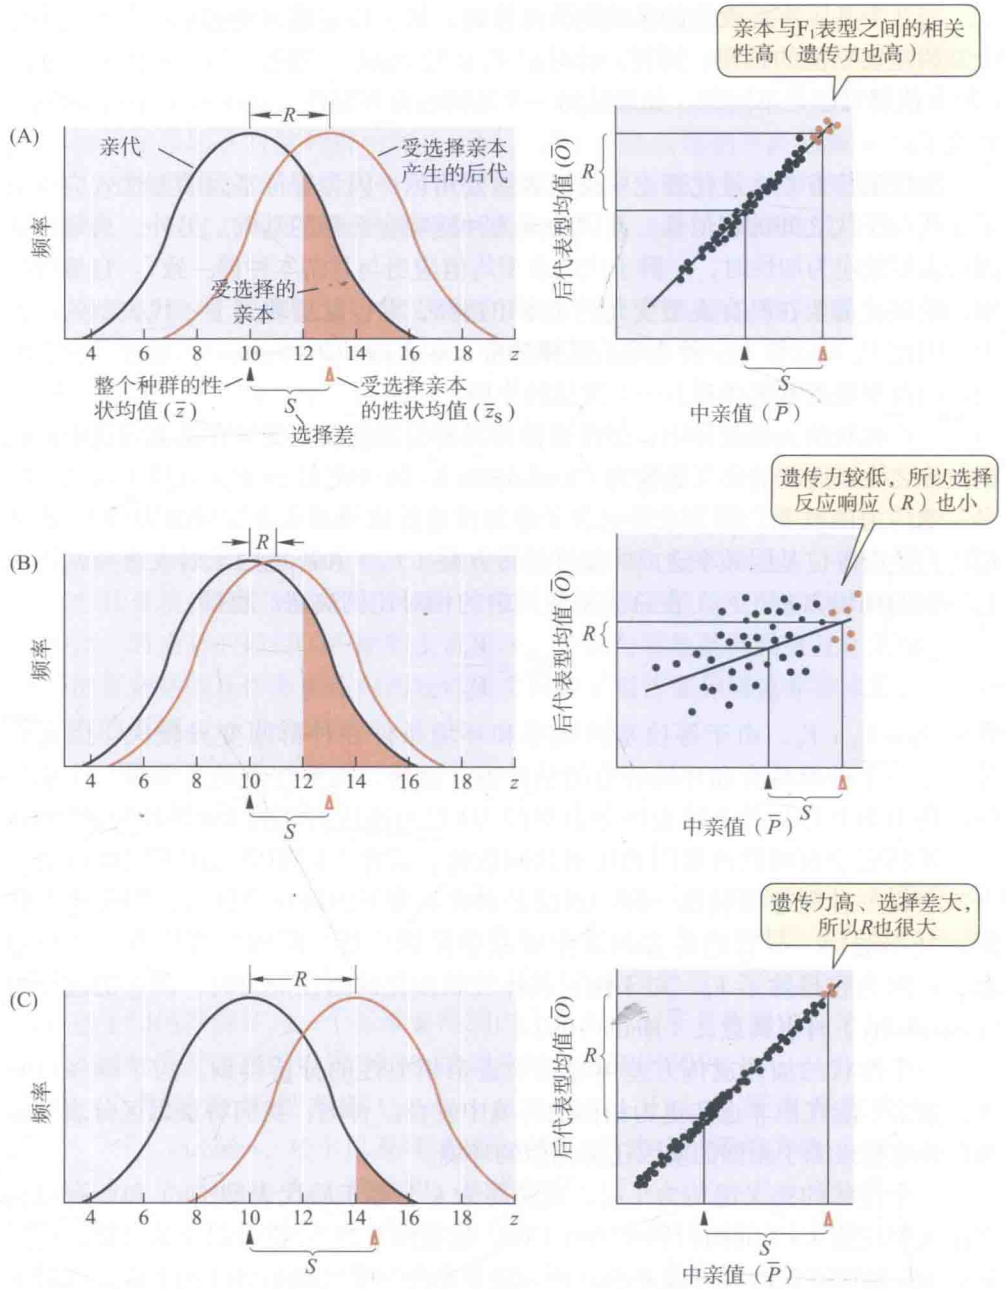 亲本与F₁表型之间的相关
性高（遗传力也高）
(A)
R
亲代
受选择亲本
产生的后代
受选择的
亲本
频率
4 6 8 10 12 14 16 18 z
整个种群的性
状均值（z̄）
S
选择差
受选择亲本
的性状均值（z̄s）
后代表型均值（Ō）
R
S
中亲值（P̄）
遗传力较低，所以选择
反应响应（R）也小
(B)
R
频率
4 6 8 10 12 14 16 18 z
S
后代表型均值（Ō）
R
S
中亲值（P̄）
遗传力高、选择差大，
所以R也很大
(C)
R
频率
4 6 8 10 12 14 16 18 z
S
后代表型均值（Ō）
R
S
中亲值（P̄）